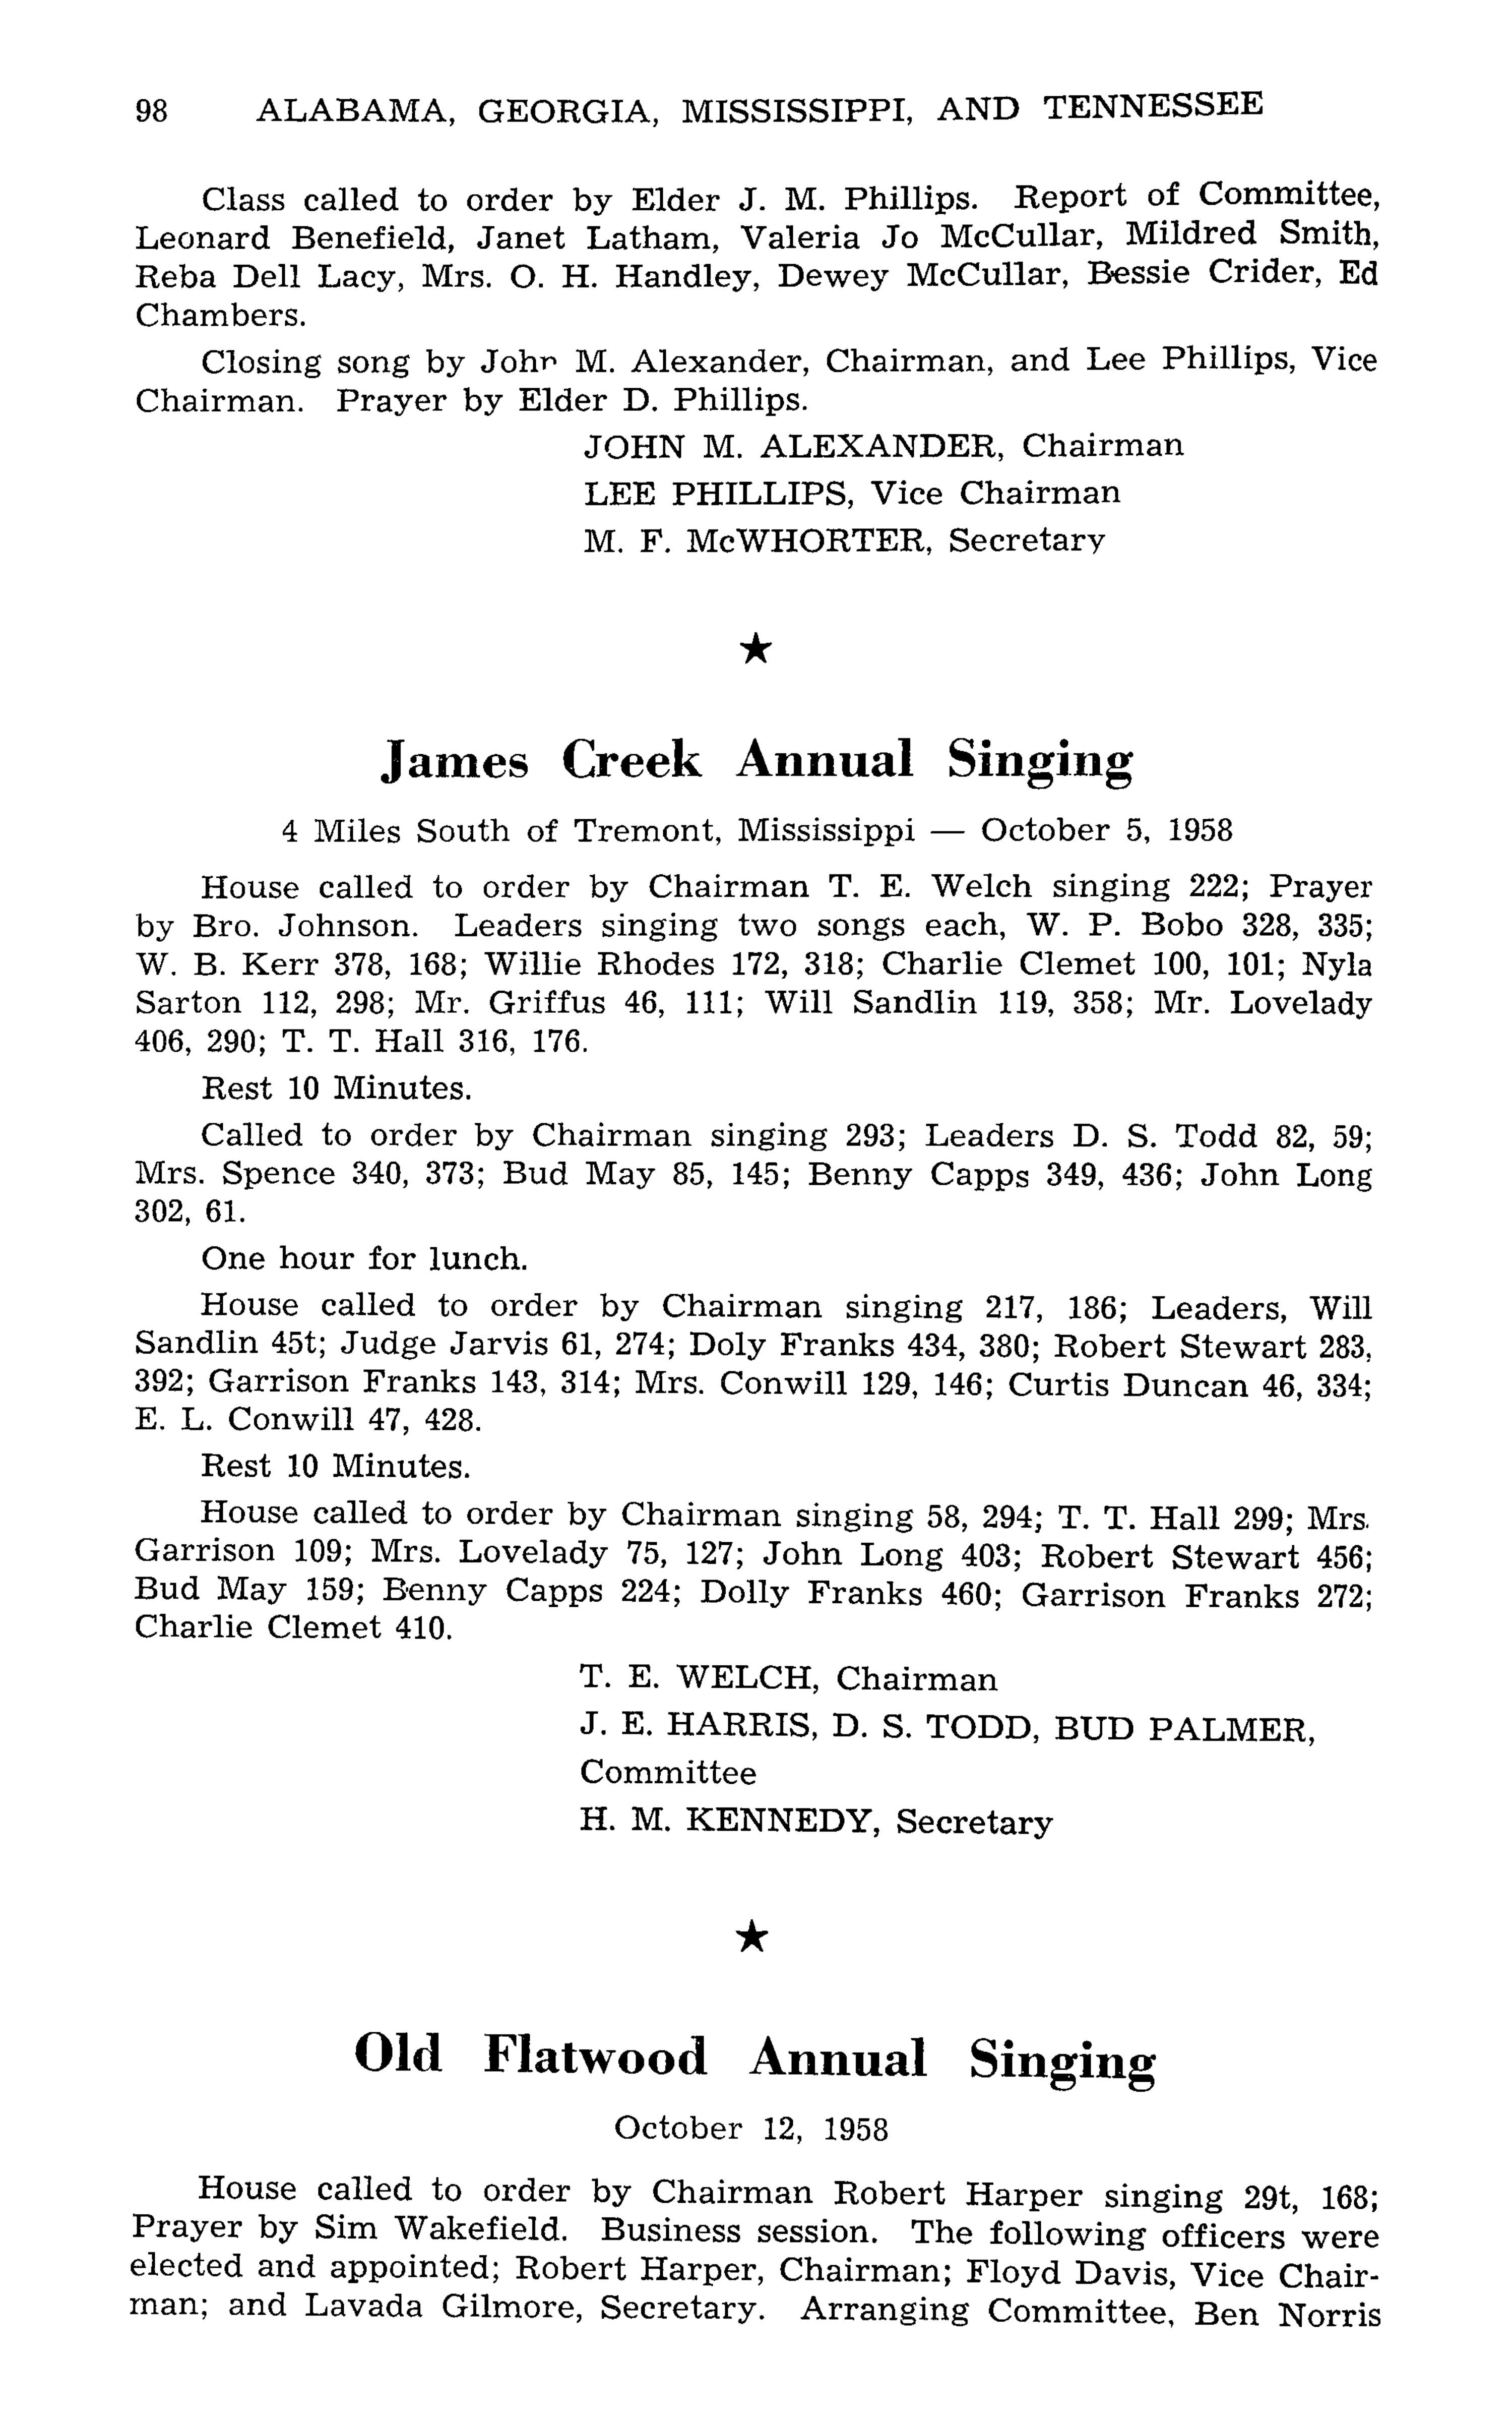 98 ALABAMA, GEORGIA, MISSISSIPPI, AND TENNESSEE
Class called to order by Elder J. M. Phillips. Report of Committee,
Leonard Benefield, Janet Latham, Valeria Jo McCullar, Mildred Smith,
Reba Dell Lacy, Mrs. O. H. Handley, Dewey McCullar, Bessie Crider, Ed
Chambers.
Closing song by John M. Alexander, Chairman, and Lee Phillips, Vice
Chairman. Prayer by Elder D. Phillips.
JOHN M. ALEXANDER, Chairman
LEE PHILLIPS, Vice Chairman
M. F. McWHORTER, Secretary
★
James Creek Annual Singing
4 Miles South of Tremont, Mississippi — October 5, 1958
House called to order by Chairman T. E. Welch singing 222; Prayer
by Bro. Johnson. Leaders singing two songs each, W. P. Bobo 328, 335;
W. B. Kerr 378, 168; Willie Rhodes 172, 318; Charlie Clemet 100, 101; Nyla
Sarton 112, 298; Mr. Griffus 46, 111; Will Sandlin 119, 358; Mr. Lovelady
406, 290; T. T. Hall 316, 176.
Rest 10 Minutes.
Called to order by Chairman singing 293; Leaders D. S. Todd 82, 59;
Mrs. Spence 340, 373; Bud May 85, 145; Benny Capps 349, 436; John Long
302, 61.
One hour for lunch.
House called to order by Chairman singing 217, 186; Leaders, Will
Sandlin 45t; Judge Jarvis 61, 274; Doly Franks 434, 380; Robert Stewart 283,
392; Garrison Franks 143, 314; Mrs. Conwill 129, 146; Curtis Duncan 46, 334;
E. L. Conwill 47, 428.
Rest 10 Minutes.
House called to order by Chairman singing 58, 294; T. T. Hall 299; Mrs.
Garrison 109; Mrs. Lovelady 75, 127; John Long 403; Robert Stewart 456;
Bud May 159; Benny Capps 224; Dolly Franks 460; Garrison Franks 272;
Charlie Clemet 410.
T. E. WELCH, Chairman
J. E. HARRIS, D. S. TODD, BUD PALMER,
Committee
H. M. KENNEDY, Secretary
★
Old Flatwood Annual Singing
October 12, 1958
House called to order by Chairman Robert Harper singing 29t, 168;
Prayer by Sim Wakefield. Business session. The following officers were
elected and appointed; Robert Harper, Chairman; Floyd Davis, Vice Chair-
man; and Lavada Gilmore, Secretary. Arranging Committee, Ben Norris